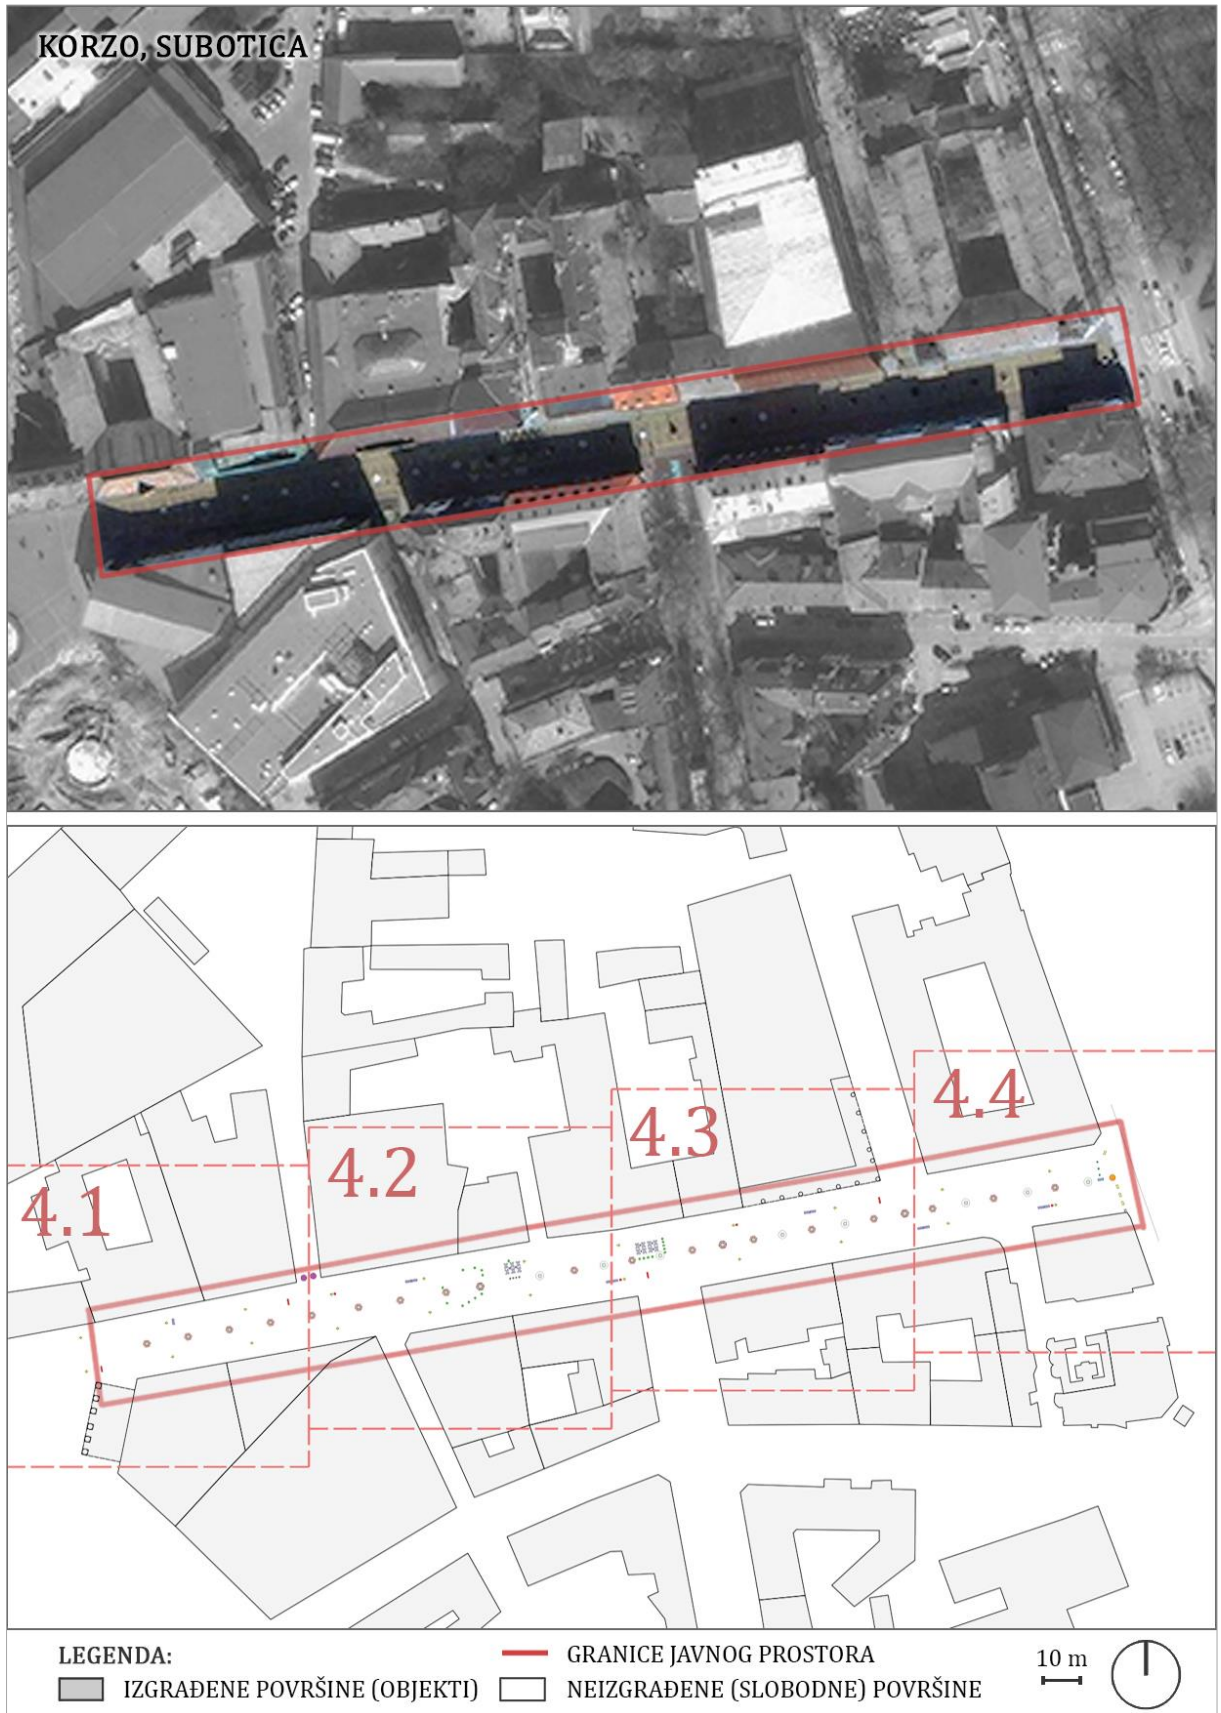 KORZO, SUBOTICA
4.1
4.2
4.3
4.4
LEGENDA:
GRANICE JAVNOG PROSTORA
10 m
IZGRAĐENE POVRŠINE (OBJEKTI)
NEIZGRAĐENE (SLOBODNE) POVRŠINE